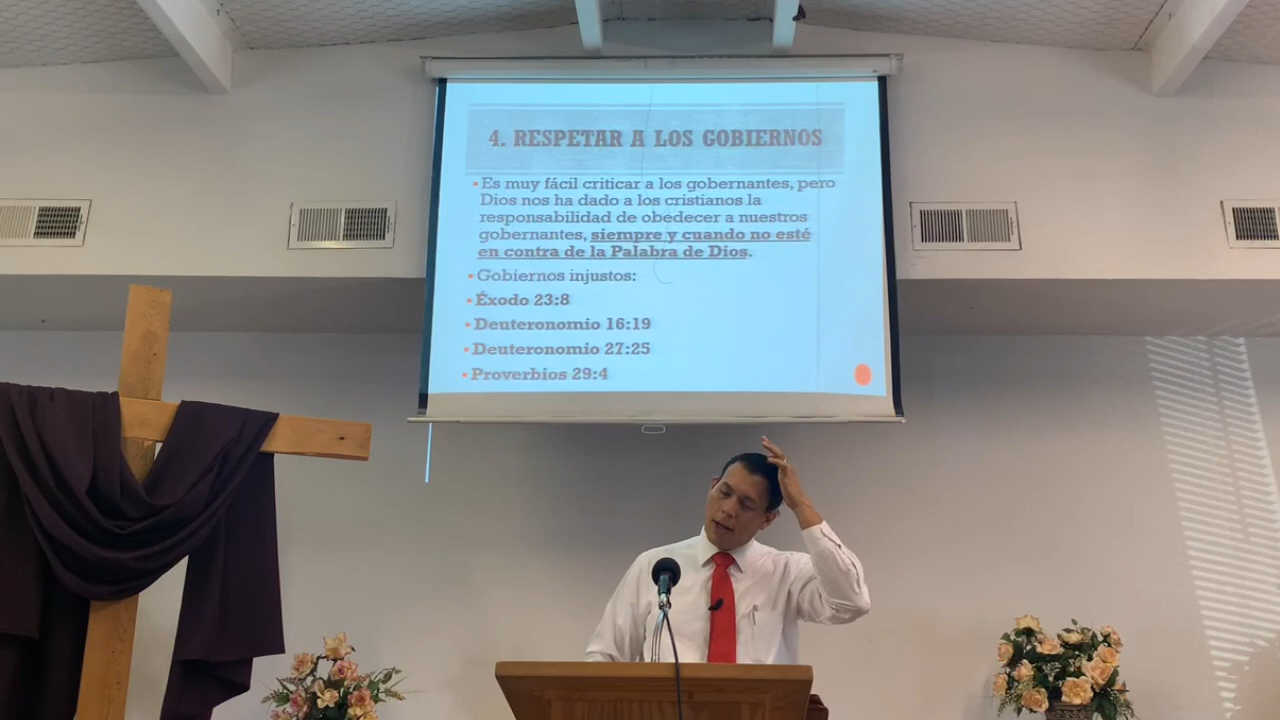 4. RESPETAR A LOS GOBIERNOS
• Es muy fácil criticar a los gobernantes, pero
Dios nos ha dado a los cristianos la
responsabilidad de obedecer a nuestros
gobernantes, siempre y cuando no esté
en contra de la Palabra de Dios.
• Gobiernos injustos:
• Éxodo 23:8
• Deuteronomio 16:19
• Deuteronomio 27:25
• Proverbios 29:4